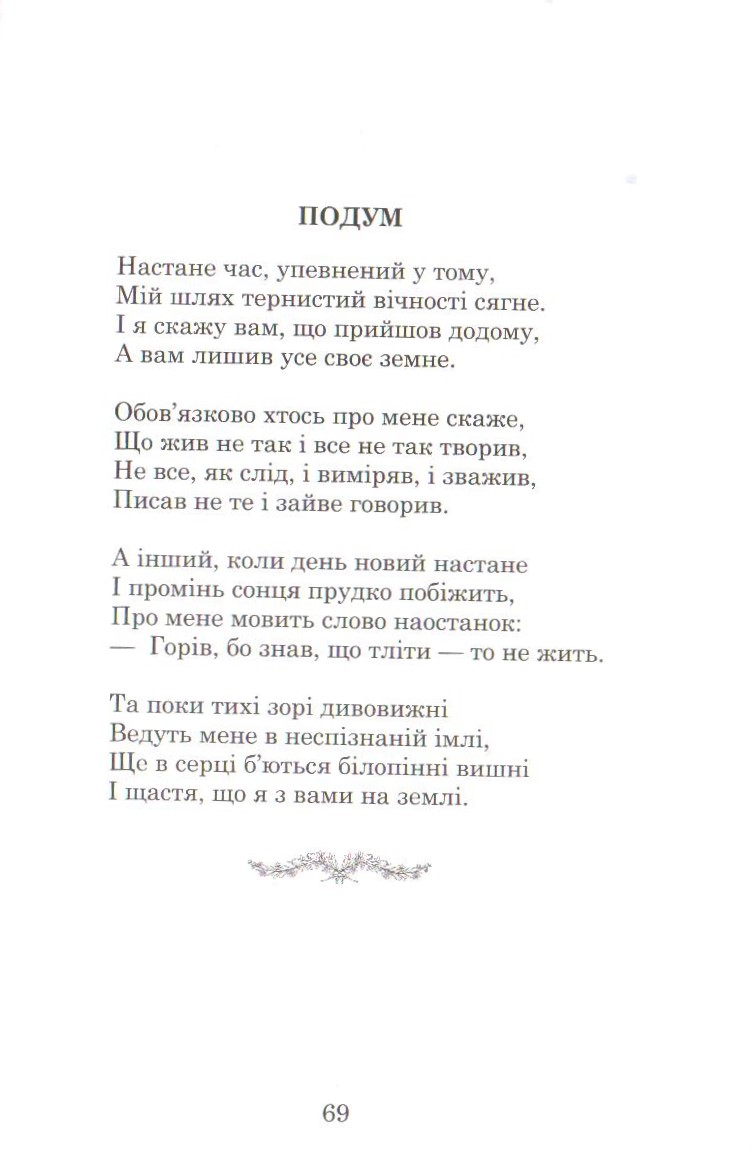 ПОДУМ
Настане час, упевнений у тому,
Мій шлях тернистий вічності сягне.
І я скажу вам, що прийшов додому,
А вам лишив усе своє земне.
Обов’язково хтось про мене скаже,
Що жив не так і все не так творив,
Не все, як слід, і виміряв, і зважив,
Писав не те і зайве говорив.
А інший, коли день новий настане
І промінь сонця прудко побіжить,
Про мене мовить слово наостанок:
— Горів, бо знав, що тліти — то не жить.
Та поки тихі зорі дивовижні
Ведуть мене в неспізнаній імлі,
Ще в серці б’ються білопінні вишні
І щастя, що я з вами на землі.
69